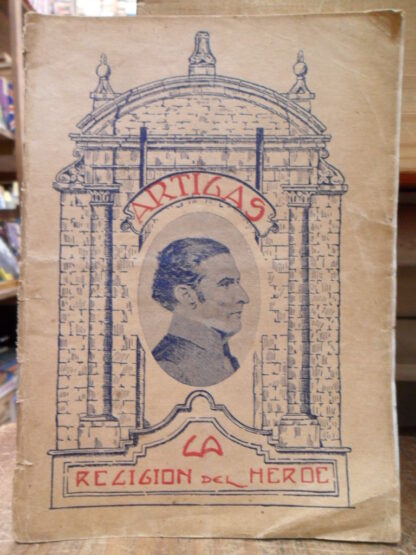 ARTIGAS
LA
RELIGION DEL HEROE